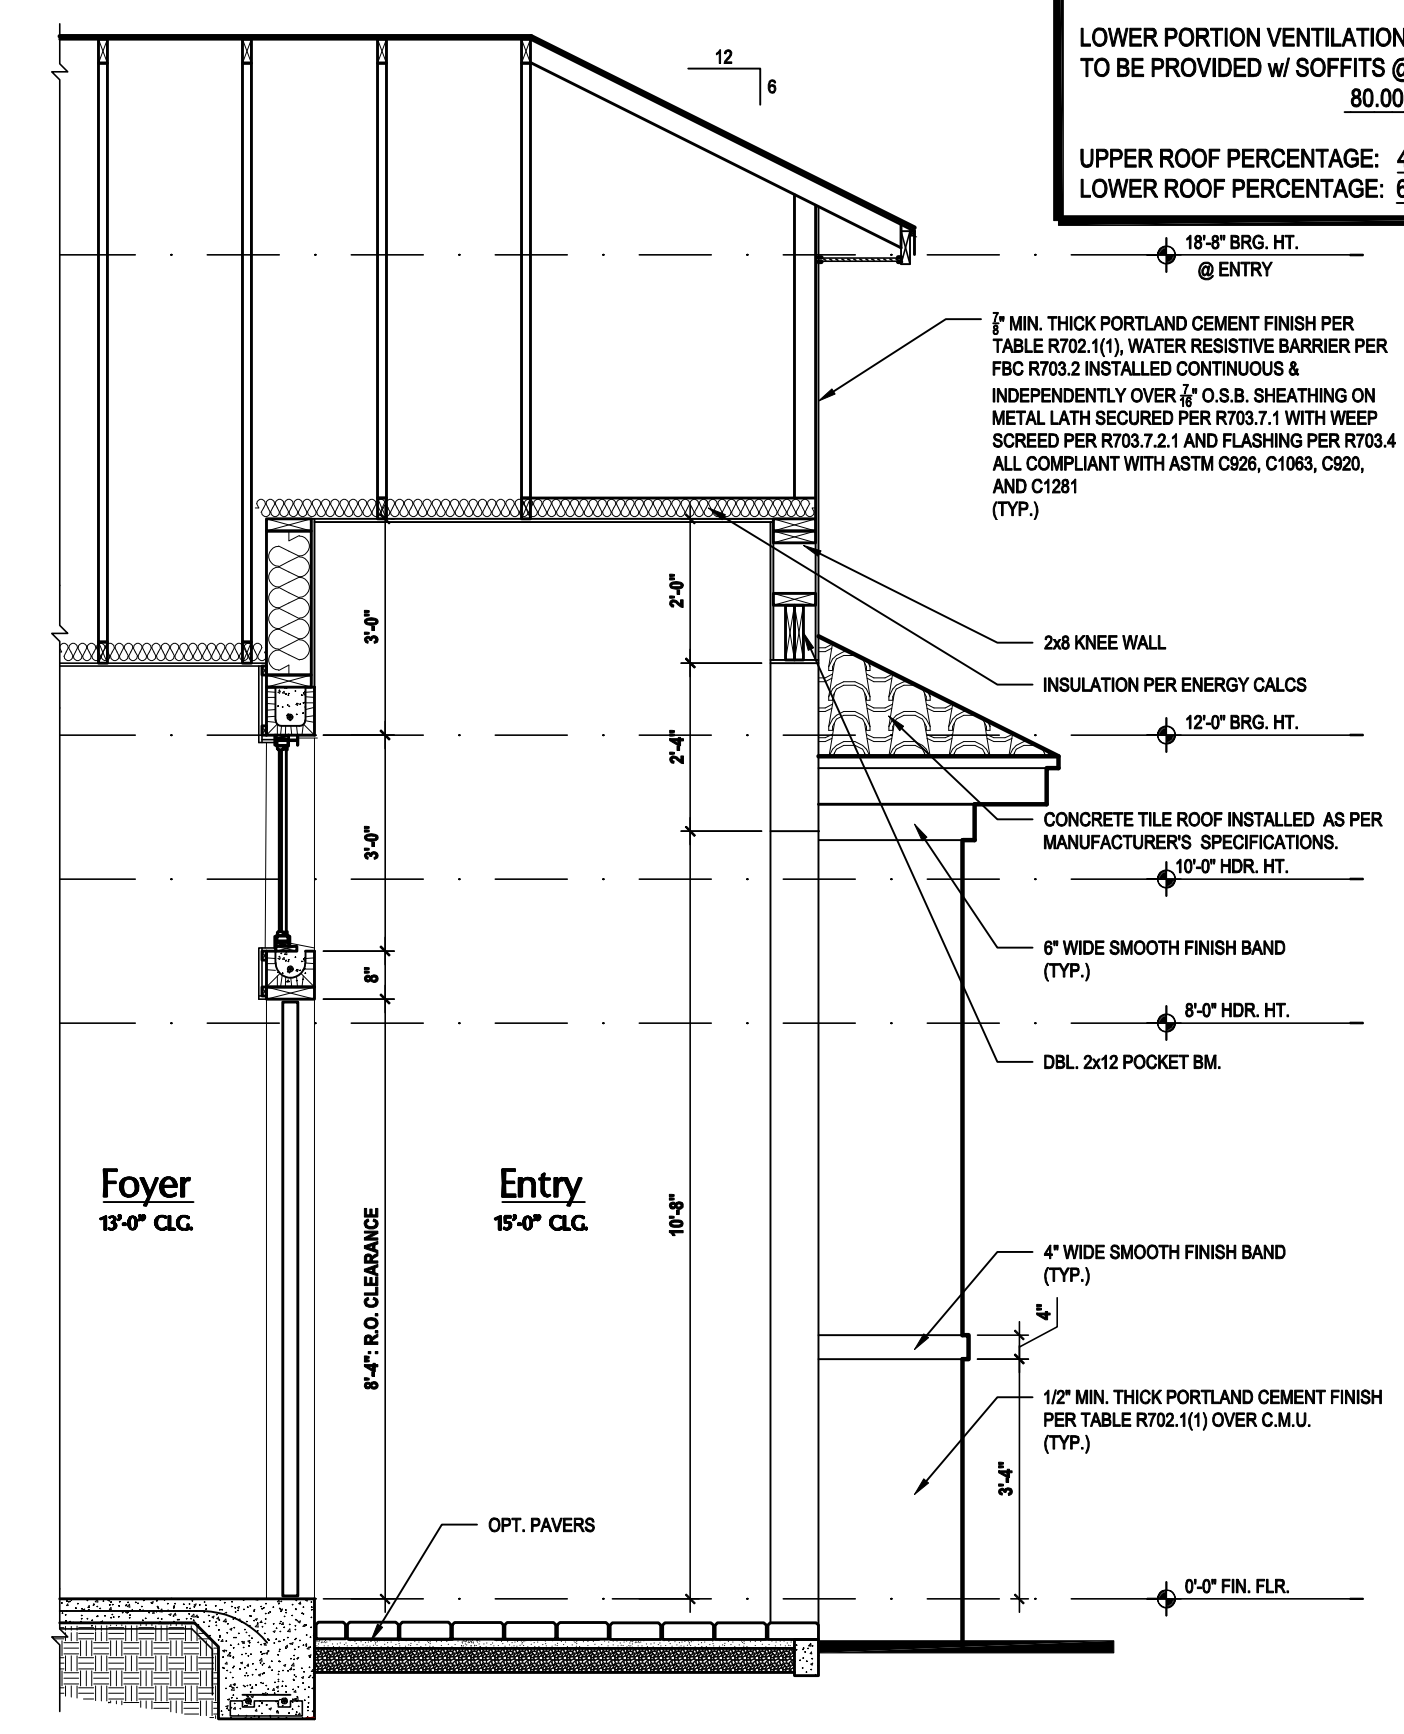 LOWER PORTION VENTILATION
TO BE PROVIDED w/ SOFFITS @
80.00
UPPER ROOF PERCENTAGE: 4
LOWER ROOF PERCENTAGE: 6
12
6
18'-8" BRG. HT.
@ ENTRY
7/8" MIN. THICK PORTLAND CEMENT FINISH PER
TABLE R702.1(1), WATER RESISTIVE BARRIER PER
FBC R703.2 INSTALLED CONTINUOUS &
INDEPENDENTLY OVER 7/16" O.S.B. SHEATHING ON
METAL LATH SECURED PER R703.7.1 WITH WEEP
SCREED PER R703.7.2.1 AND FLASHING PER R703.4
ALL COMPLIANT WITH ASTM C926, C1063, C920,
AND C1281
(TYP.)
3'-0"
2'-0"
2x8 KNEE WALL
INSULATION PER ENERGY CALCS
12'-0" BRG. HT.
2'-4"
CONCRETE TILE ROOF INSTALLED AS PER
MANUFACTURER'S SPECIFICATIONS.
3'-0"
10'-0" HDR. HT.
6" WIDE SMOOTH FINISH BAND
(TYP.)
8"
8'-0" HDR. HT.
DBL. 2x12 POCKET BM.
Foyer
13'-0" CLG.
Entry
15'-0" CLG.
8'-4": R.O. CLEARANCE
10'-8"
4" WIDE SMOOTH FINISH BAND
(TYP.)
4"
1/2" MIN. THICK PORTLAND CEMENT FINISH
PER TABLE R702.1(1) OVER C.M.U.
(TYP.)
3'-4"
OPT. PAVERS
0'-0" FIN. FLR.